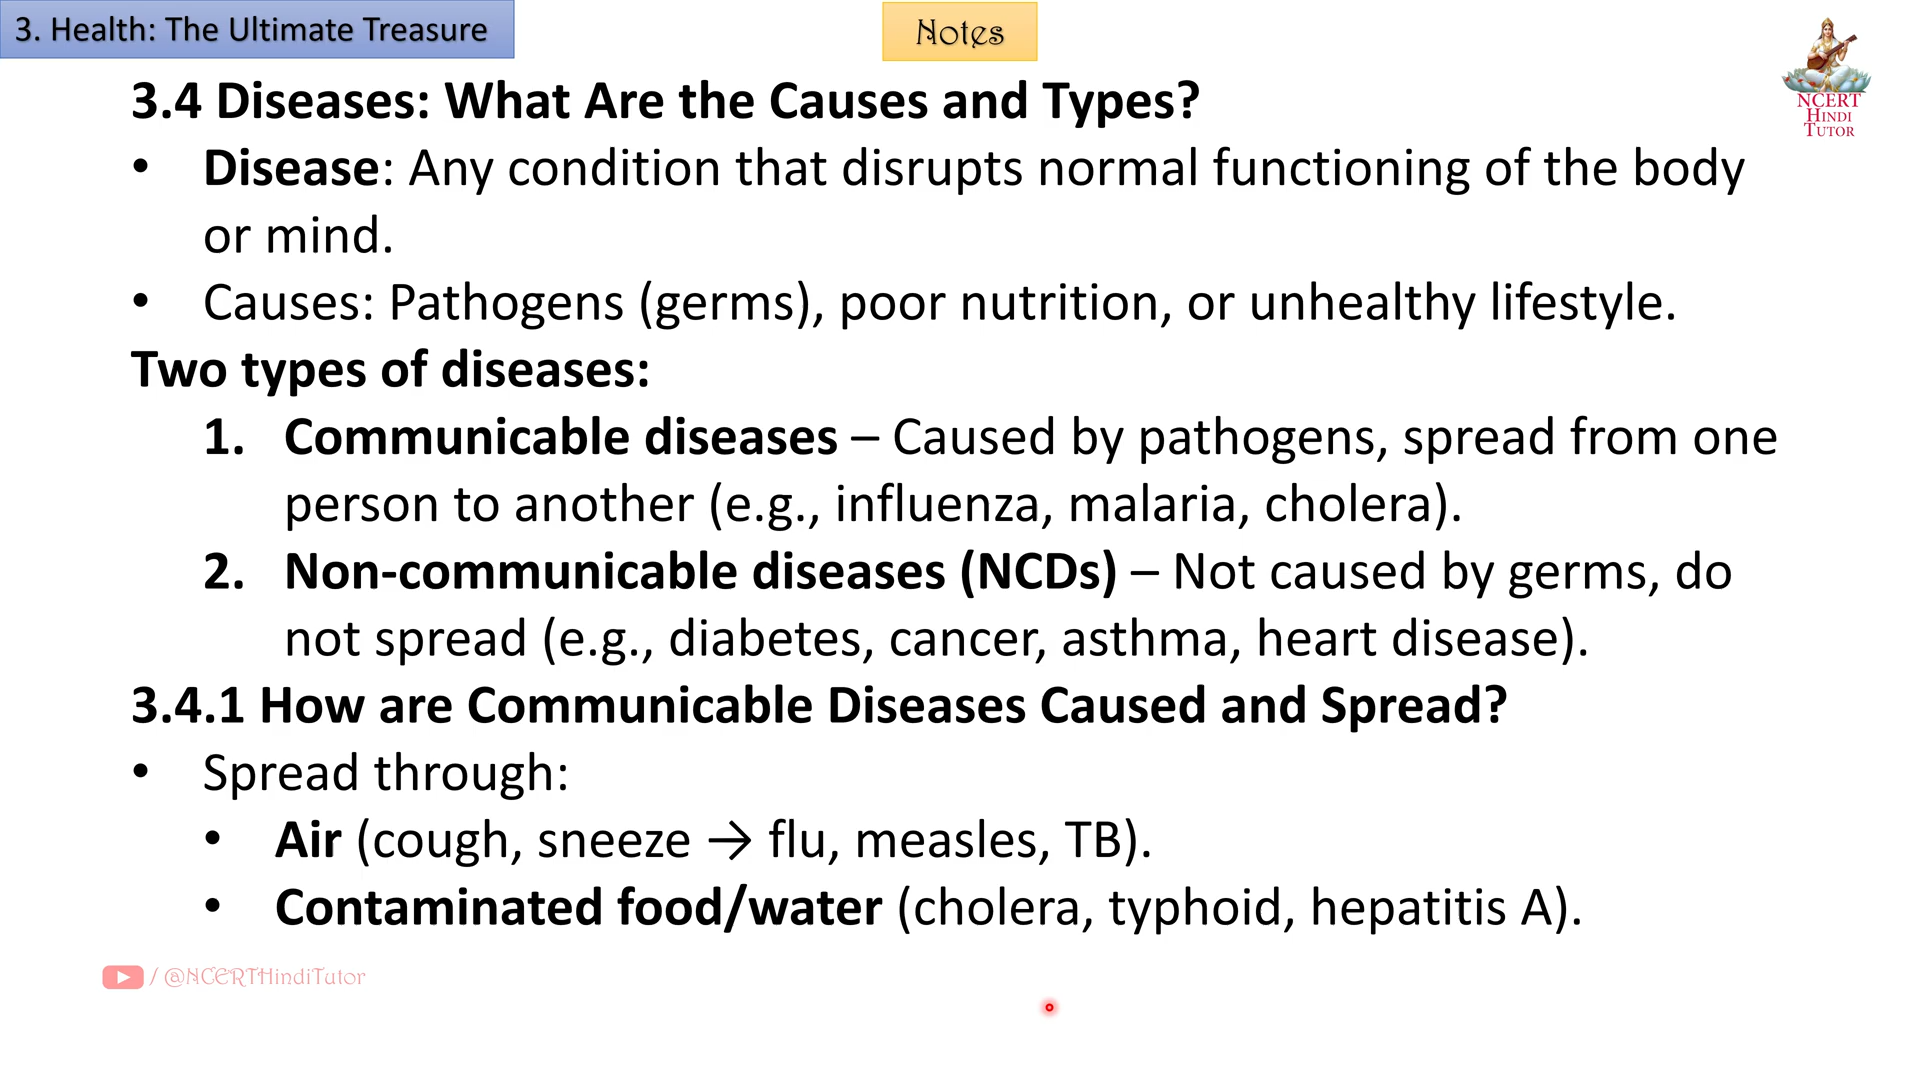 3. Health: The Ultimate Treasure
Notes
NCERT
HINDI
TUTOR
3.4 Diseases: What Are the Causes and Types?
• Disease: Any condition that disrupts normal functioning of the body
or mind.
• Causes: Pathogens (germs), poor nutrition, or unhealthy lifestyle.
Two types of diseases:
1. Communicable diseases – Caused by pathogens, spread from one
person to another (e.g., influenza, malaria, cholera).
2. Non-communicable diseases (NCDs) – Not caused by germs, do
not spread (e.g., diabetes, cancer, asthma, heart disease).
3.4.1 How are Communicable Diseases Caused and Spread?
• Spread through:
• Air (cough, sneeze → flu, measles, TB).
• Contaminated food/water (cholera, typhoid, hepatitis A).
/ @NCERTHindiTutor